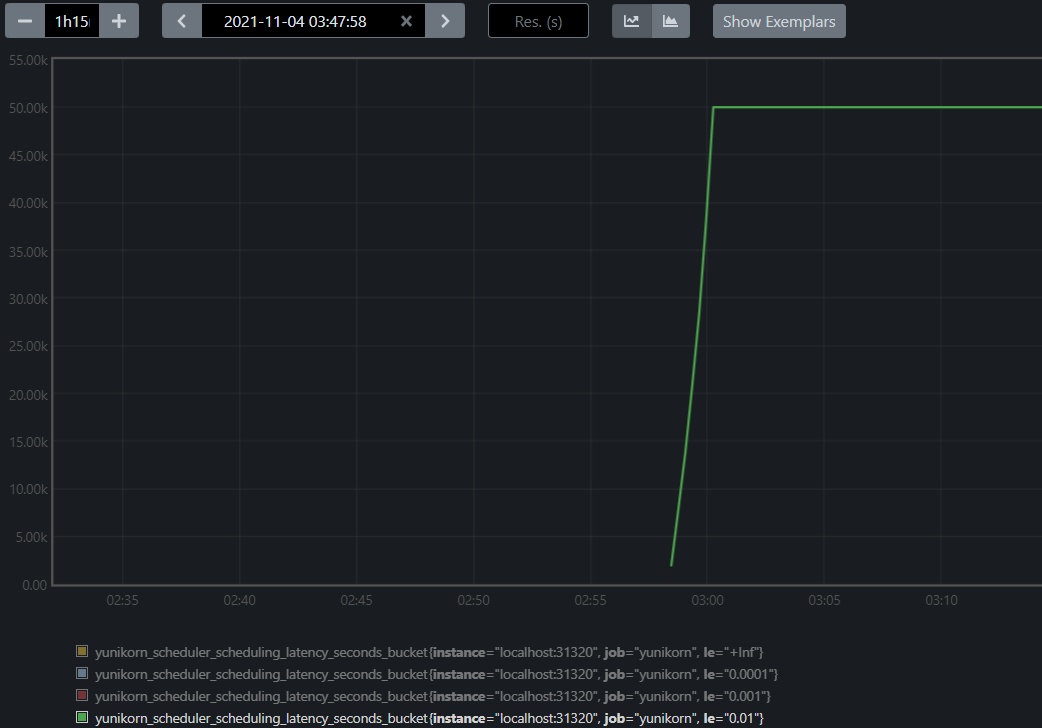 1h15
2021-11-04 03:47:58
Res. (s)
Show Exemplars
55.00k
50.00k
45.00k
40.00k
35.00k
30.00k
25.00k
20.00k
15.00k
10.00k
5.00k
0.00
02:35 02:40 02:45 02:50 02:55 03:00 03:05 03:10
yunikorn_scheduler_scheduling_latency_seconds_bucket{instance="localhost:31320", job="yunikorn", le="+Inf"}
yunikorn_scheduler_scheduling_latency_seconds_bucket{instance="localhost:31320", job="yunikorn", le="0.0001"}
yunikorn_scheduler_scheduling_latency_seconds_bucket{instance="localhost:31320", job="yunikorn", le="0.001"}
yunikorn_scheduler_scheduling_latency_seconds_bucket{instance="localhost:31320", job="yunikorn", le="0.01"}